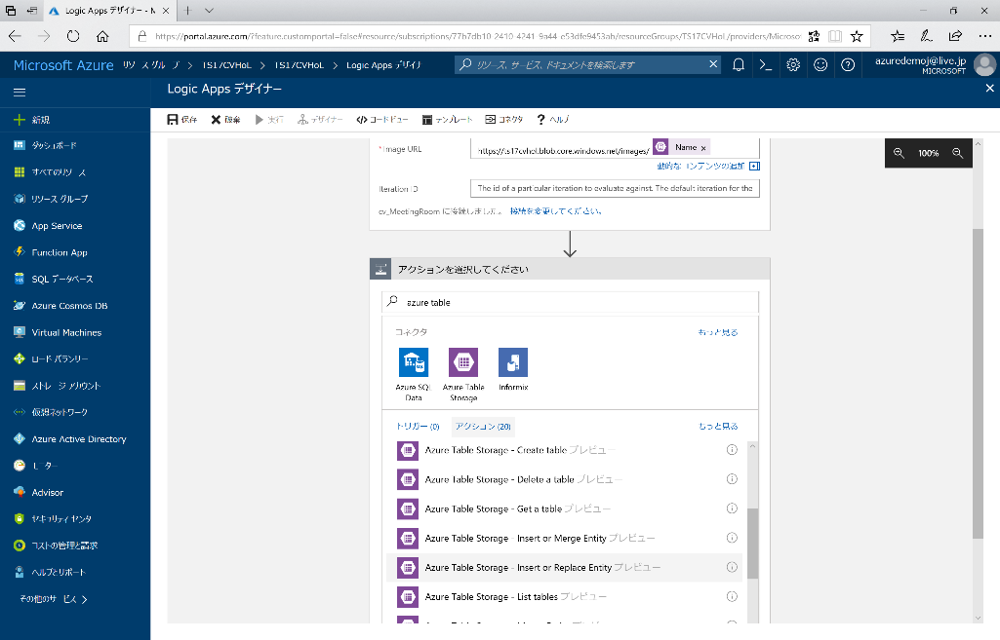 Logic Apps デザイナー - M
https://portal.azure.com/?feature.customportal=false#resource/subscriptions/77b7db10-2410-4241-9a44-e53dfe9453ab/resourceGroups/TS17CVHoL/providers/Microsof
Microsoft Azure リソース グループ > TS17CVHoL > TS17CVHoL > Logic Apps デザイナ
リソース、サービス、ドキュメントを検索します
azuredemoj@live.jp
MICROSOFT
Logic Apps デザイナー
保存 破棄 実行 デザイナー コードビュー テンプレート コネクタ ヘルプ
新規
ダッシュボード
すべてのリソース
リソース グループ
App Service
Function App
SQL データベース
Azure Cosmos DB
Virtual Machines
ロード バランサー
ストレージ アカウント
仮想ネットワーク
Azure Active Directory
モニター
Advisor
セキュリティ センター
コストの管理と請求
ヘルプとサポート
その他のサービス >
* Image URL
https://ts17cvhol.blob.core.windows.net/images/ Name x
動的なコンテンツの追加
Iteration ID
The id of a particular iteration to evaluate against. The default iteration for the
cv_MeetingRoom に接続しました。 接続を変更してください。
100%
アクションを選択してください
azure table
コネクタ もっと見る
Azure SQL Data
Azure Table Storage
Informix
トリガー (0) アクション (20) もっと見る
Azure Table Storage - Create table プレビュー
Azure Table Storage - Delete a table プレビュー
Azure Table Storage - Get a table プレビュー
Azure Table Storage - Insert or Merge Entity プレビュー
Azure Table Storage - Insert or Replace Entity プレビュー
Azure Table Storage - List tables プレビュー